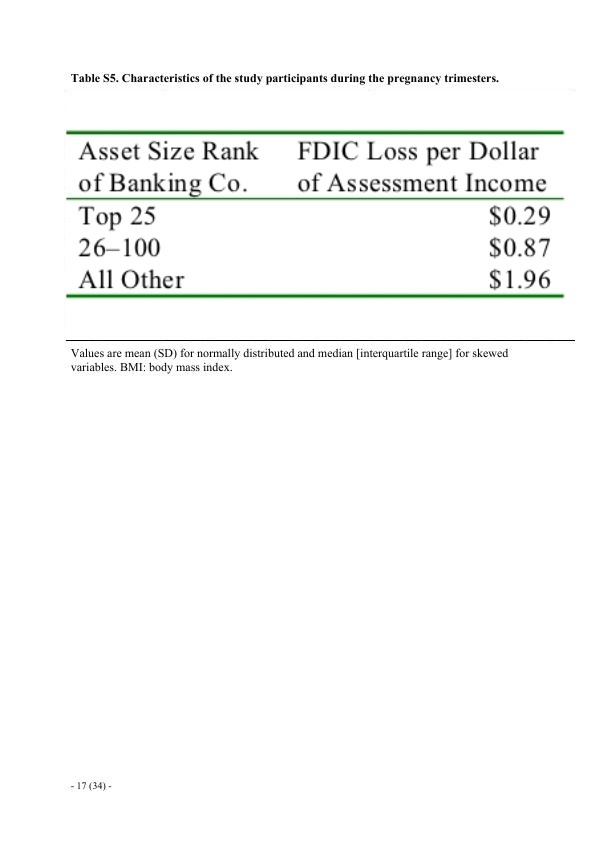 Table S5. Characteristics of the study participants during the pregnancy trimesters.
Asset Size Rank FDIC Loss per Dollar
of Banking Co. of Assessment Income
Top 25 $0.29
26–100 $0.87
All Other $1.96
Values are mean (SD) for normally distributed and median [interquartile range] for skewed
variables. BMI: body mass index.
- 17 (34) -